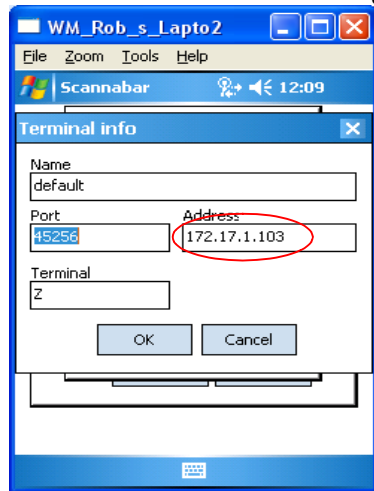 WM_Rob_s_Lapto2
File Zoom Tools Help
Scannabar 12:09
Terminal info
Name
default
Port Address
45256 172.17.1.103
Terminal
Z
OK Cancel